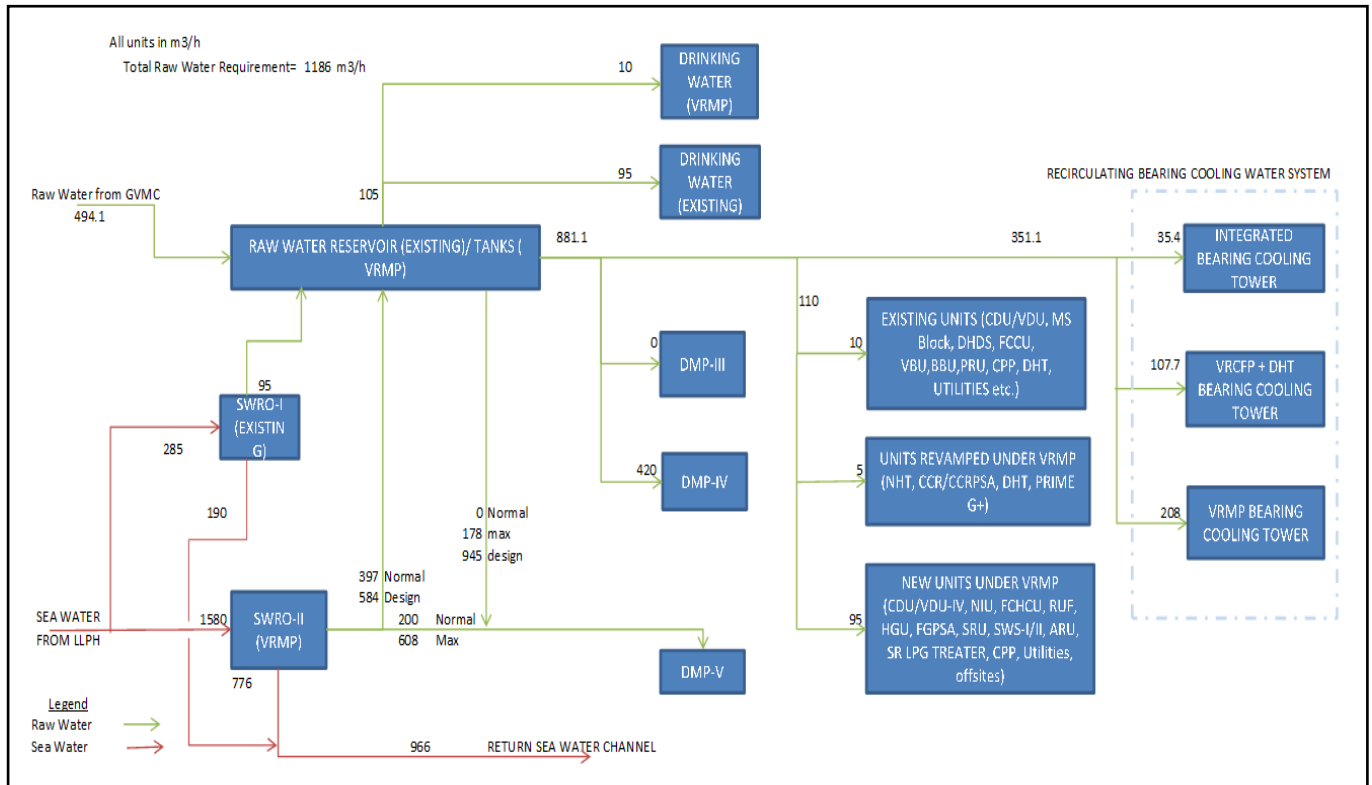 All units in m3/h
Total Raw Water Requirement= 1186 m3/h
10
DRINKING
WATER
(VRMP)
95
DRINKING
WATER
(EXISTING)
105
Raw Water from GVMC
494.1
RAW WATER RESERVOIR (EXISTING)/ TANKS (
VRMP)
881.1
351.1
RECIRCULATING BEARING COOLING WATER SYSTEM
35.4
INTEGRATED
BEARING COOLING
TOWER
110
0
DMP-III
10
EXISTING UNITS (CDU/VDU, MS
Block, DHDS, FCCU,
VBU,BBU,PRU, CPP, DHT,
UTILITIES etc.)
107.7
VRCFP + DHT
BEARING COOLING
TOWER
95
SWRO-I
(EXISTIN
G)
285
190
420
DMP-IV
5
UNITS REVAMPED UNDER VRMP
(NHT, CCR/CCRPSA, DHT, PRIME
G+)
208
VRMP BEARING
COOLING TOWER
0 Normal
178 max
945 design
397 Normal
584 Design
SEA WATER
FROM LLPH
1580
SWRO-II
(VRMP)
200 Normal
608 Max
776
DMP-V
95
NEW UNITS UNDER VRMP
(CDU/VDU-IV, NIU, FCHCU, RUF,
HGU, FGPSA, SRU, SWS-I/II, ARU,
SR LPG TREATER, CPP, Utilities,
offsites)
Legend
Raw Water
Sea Water
966
RETURN SEA WATER CHANNEL